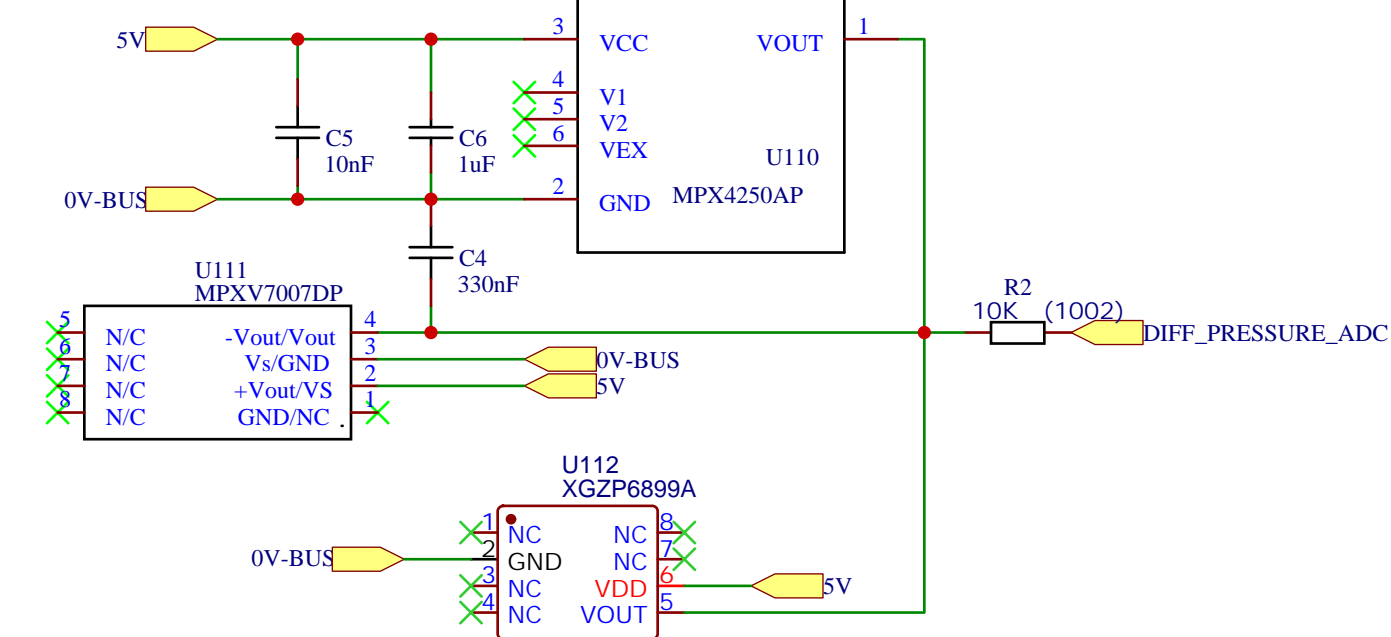 5V
3
VCC
VOUT
1
4
V1
5
V2
6
VEX
C5
10nF
C6
1uF
U110
MPX4250AP
0V-BUS
2
GND
C4
330nF
U111
MPXV7007DP
5
N/C
-Vout/Vout
4
6
N/C
Vs/GND
3
0V-BUS
7
N/C
+Vout/VS
2
5V
8
N/C
GND/NC .
1
R2
10K (1002)
DIFF_PRESSURE_ADC
U112
XGZP6899A
1
NC
NC
8
0V-BUS
2
GND
NC
7
3
NC
VDD
6
5V
4
NC
VOUT
5